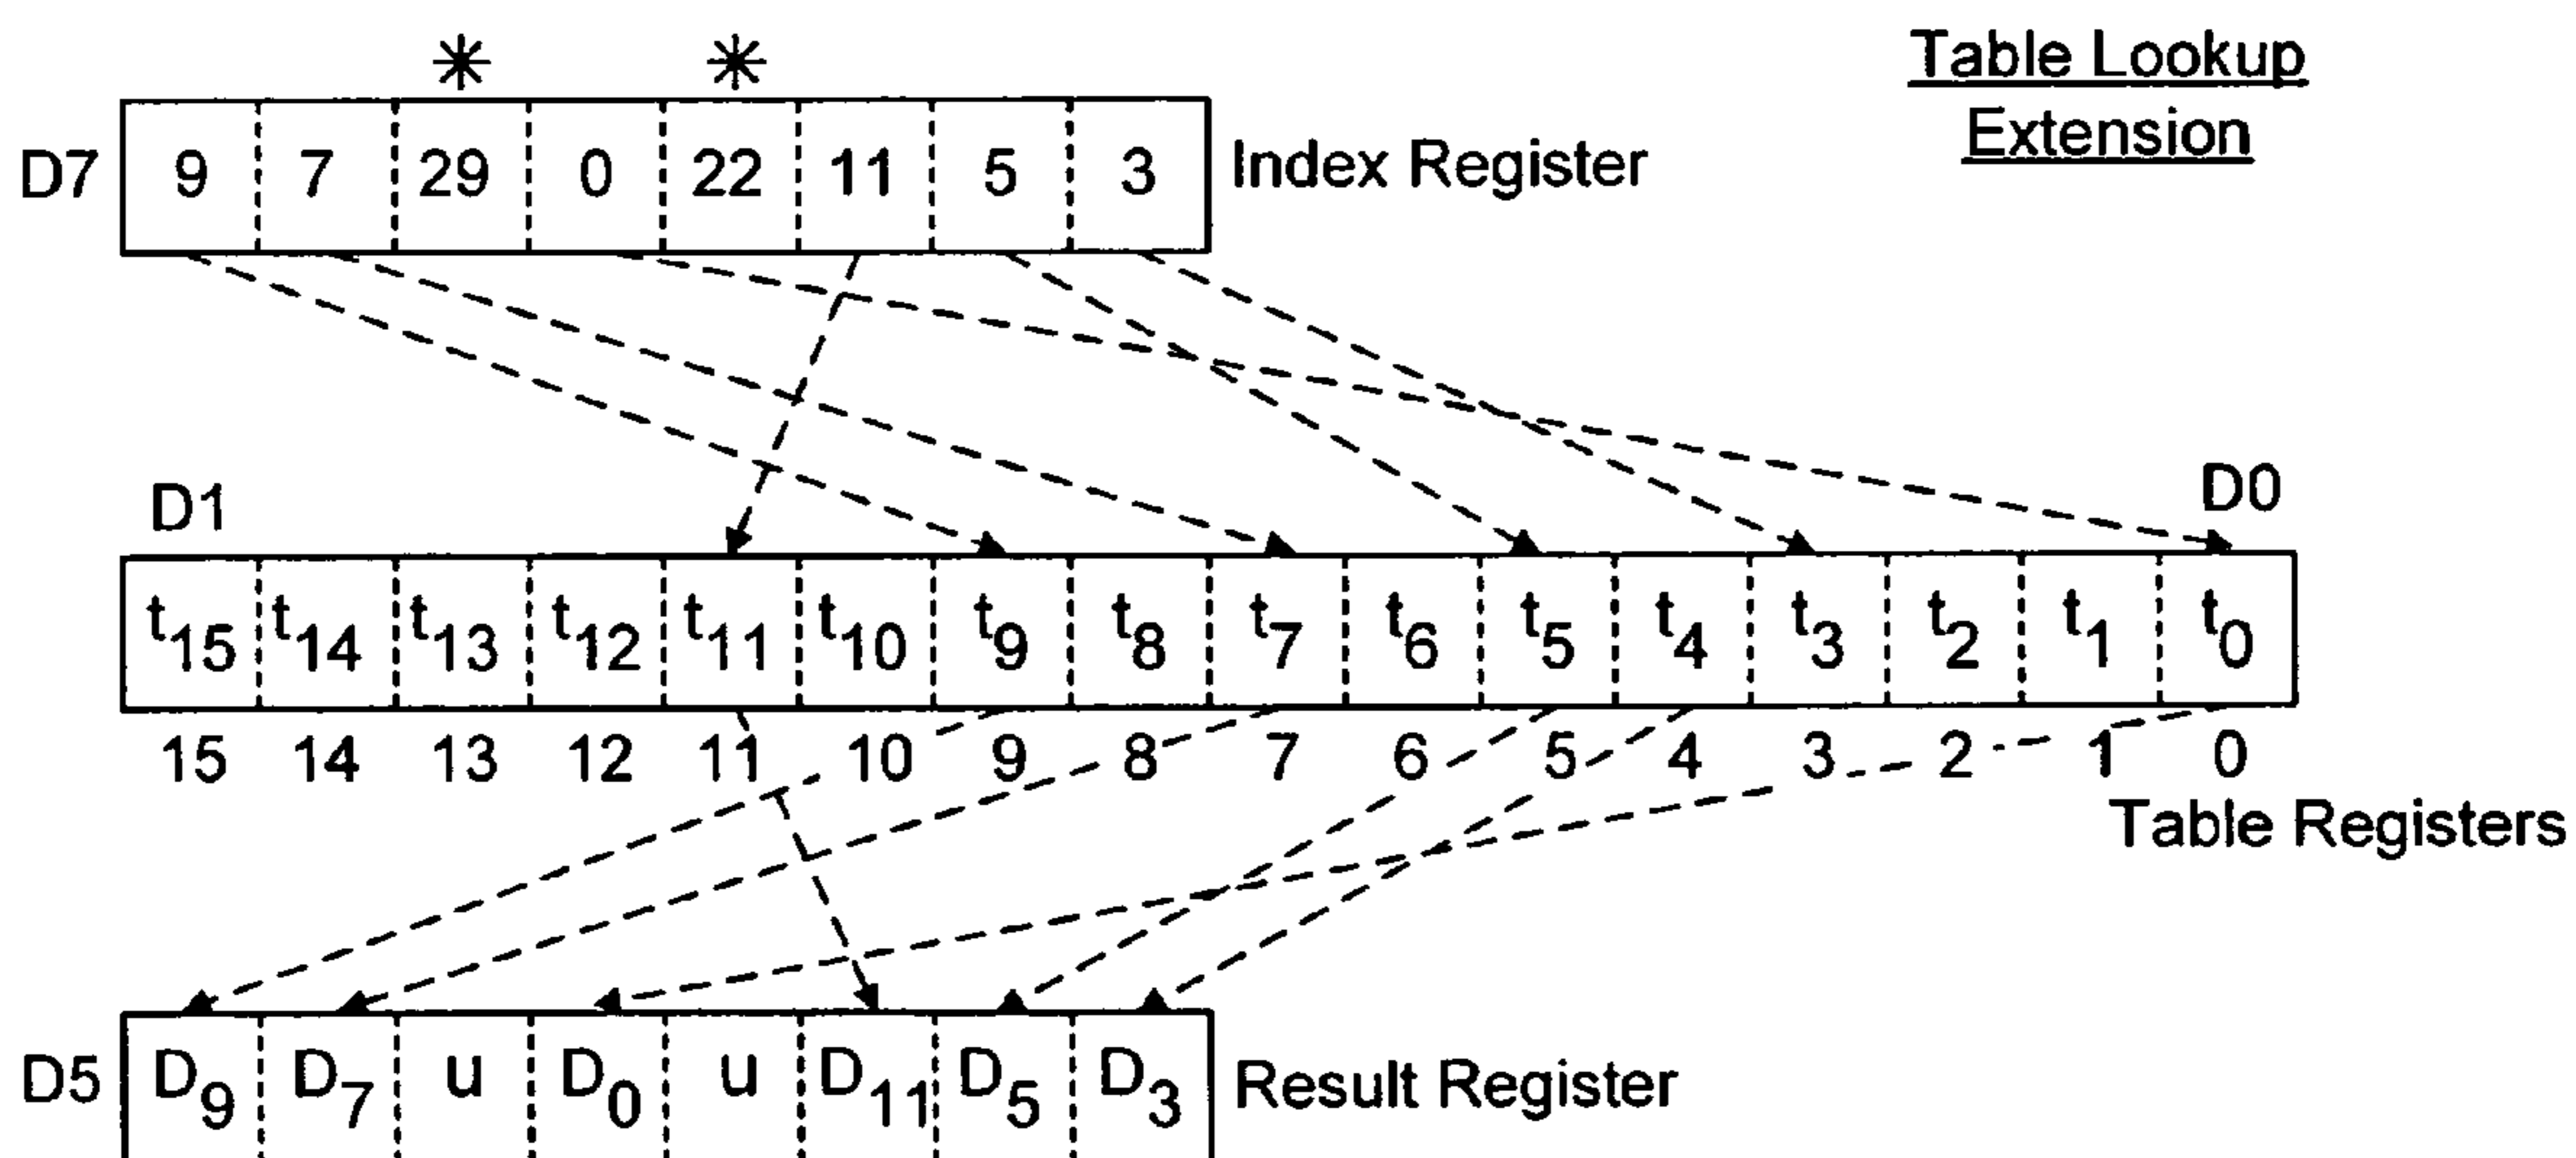 * *
Table Lookup
Extension
D7 9 7 29 0 22 11 5 3 Index Register
D1 D0
t15 t14 t13 t12 t11 t10 t9 t8 t7 t6 t5 t4 t3 t2 t1 t0
15 14 13 12 11 10 9 8 7 6 5 4 3 2 1 0
Table Registers
D5 D9 D7 u D0 u D11 D5 D3 Result Register